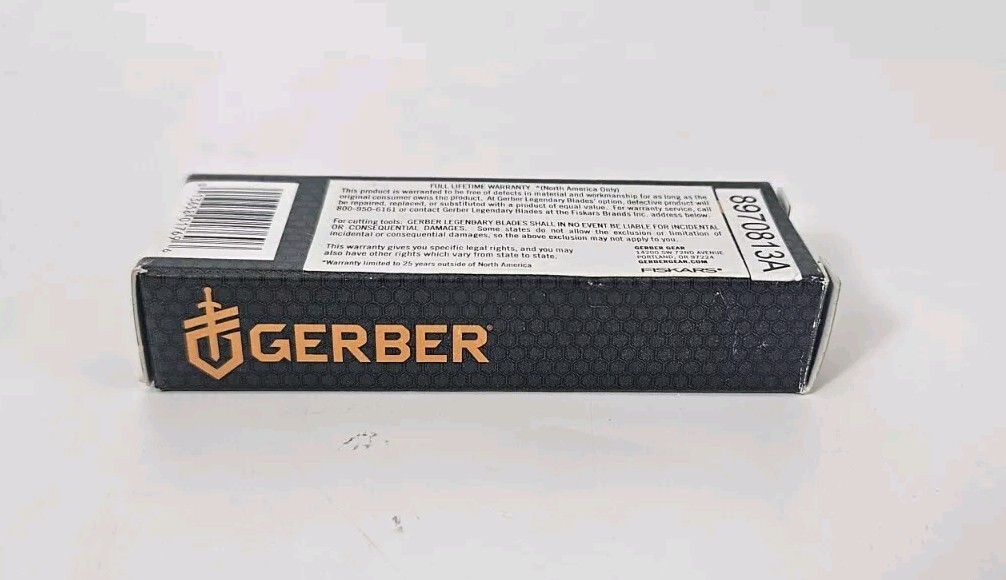 FULL LIFETIME WARRANTY *(North America Only)
This product is warranted to be free of defects in material and workmanship for as long as the
original consumer owns the product. At Gerber Legendary Blades' option, defective product will
be repaired, replaced, or substituted with a product of equal value. For warranty service, call
800-950-6161 or contact Gerber Legendary Blades at the Fiskars Brands Inc. address below.
For cutting tools: GERBER LEGENDARY BLADES SHALL IN NO EVENT BE LIABLE FOR INCIDENTAL
OR CONSEQUENTIAL DAMAGES. Some states do not allow the exclusion or limitation of
incidental or consequential damages, so the above exclusion may not apply to you.
This warranty gives you specific legal rights, and you may
also have other rights which vary from state to state.
*Warranty limited to 25 years outside of North America
GERBER GEAR
14200 SW 72ND AVENUE
PORTLAND, OR 97224
GERBERGEAR.COM
FISKARS®
8970813A
GERBER®